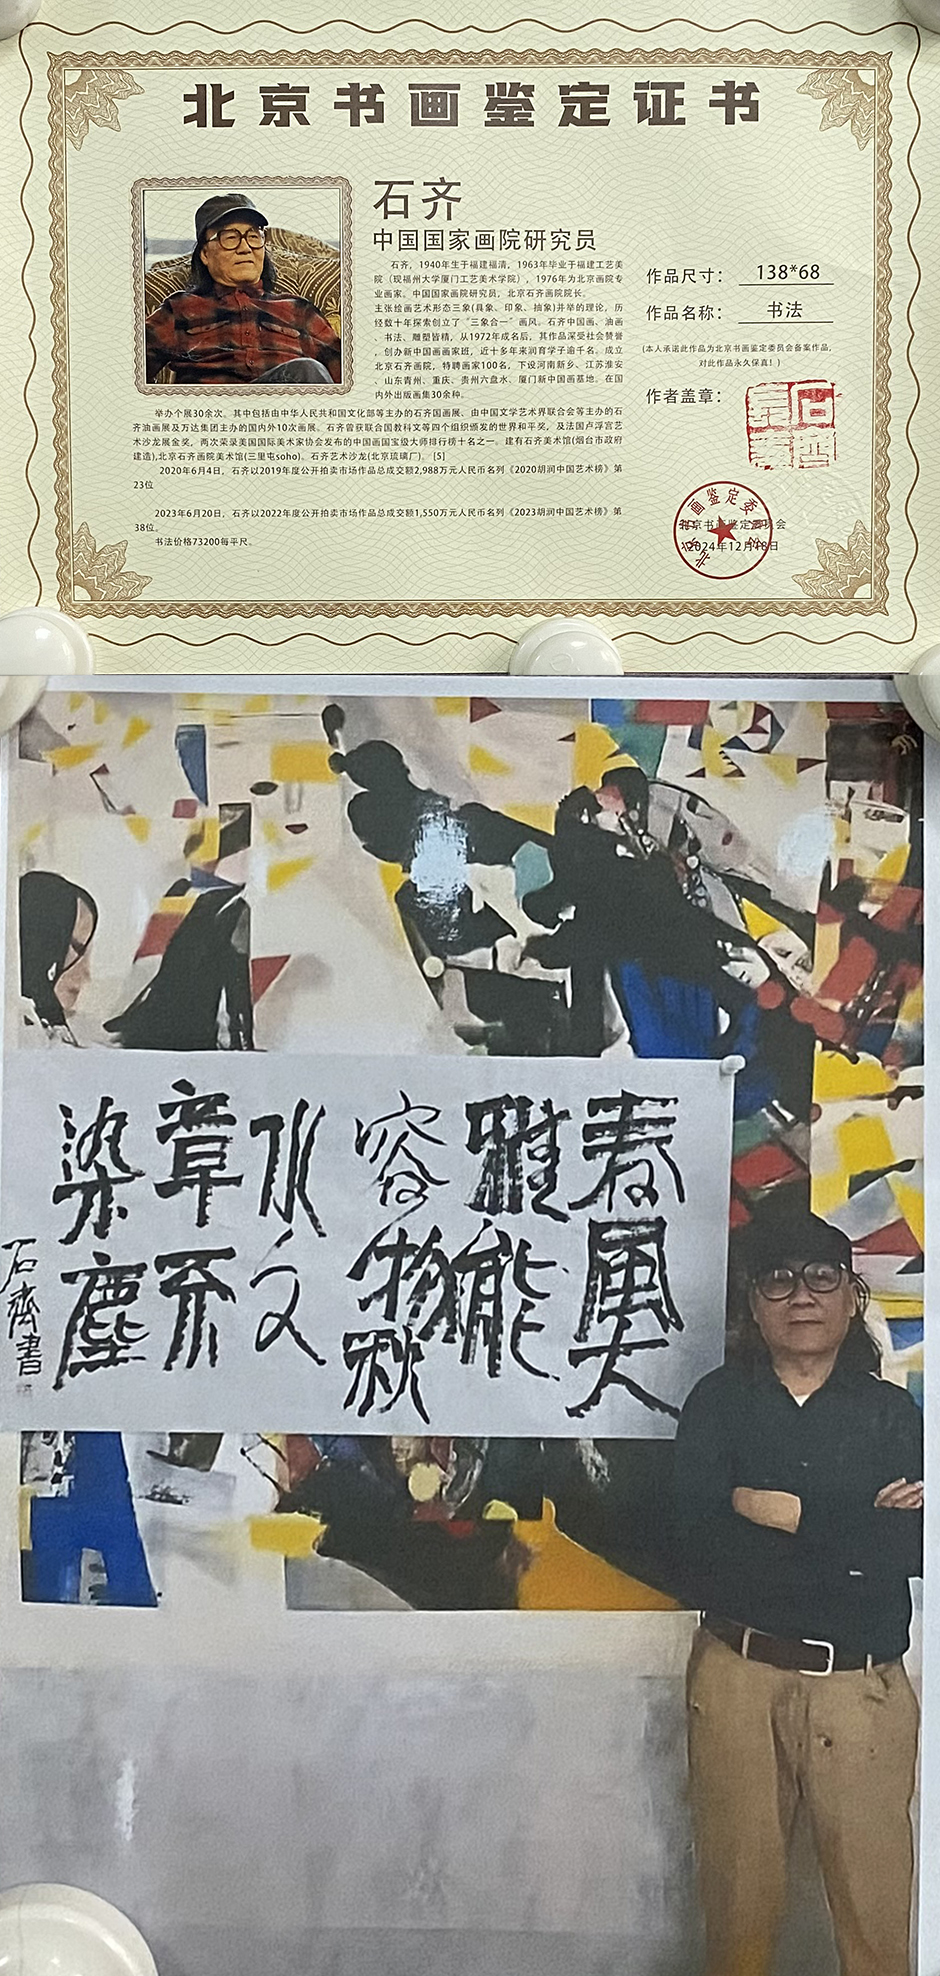 北京书画鉴定证书
石齐
中国国家画院研究员
石齐，1940年生于福建福清，1963年毕业于福建工艺美
院（现福州大学厦门工艺美术学院），1976年为北京画院专
业画家。中国国家画院研究员，北京石齐画院院长。
主张绘画艺术形态三象(具象、印象、抽象)并举的理论，历
经数十年探索创立了“三象合一”画风。石齐中国画、油画
、书法、雕塑皆精，从1972年成名后，其作品深受社会赞誉
，创办新中国画画家班，近十多年来润育学子逾千名。成立
北京石齐画院，特聘画家100名，下设河南新乡、江苏淮安
、山东青州、重庆、贵州六盘水、厦门新中国画基地。在国
内外出版画集30余种。
举办个展30余次。其中包括由中华人民共和国文化部等主办的石齐国画展、由中国文学艺术界联合会等主办的石
齐油画展及万达集团主办的国内外10次画展。石齐曾获联合国教科文等四个组织颁发的世界和平奖，及法国卢浮宫艺
术沙龙展金奖，两次荣录美国国际美术家协会发布的中国画国宝级大师排行榜十名之一。建有石齐美术馆(烟台市政府
建造),北京石齐画院美术馆(三里屯soho)。石齐艺术沙龙(北京琉璃厂)。[5]
2020年6月4日，石齐以2019年度公开拍卖市场作品总成交额2,988万元人民币名列《2020胡润中国艺术榜》第
23位
2023年6月20日，石齐以2022年度公开拍卖市场作品总成交额1,550万元人民币名列《2023胡润中国艺术榜》第
38位。
书法价格73200每平尺。
作品尺寸： 138*68
作品名称： 书法
(本人承诺此作品为北京书画鉴定委员会备案作品，
对此产品永久保真！)
作者盖章：
北京书画鉴定委员会
北京书画鉴定委员会
2024年12月18日
春风大
雅能
容物秋
水文
章不
染尘
石齊書